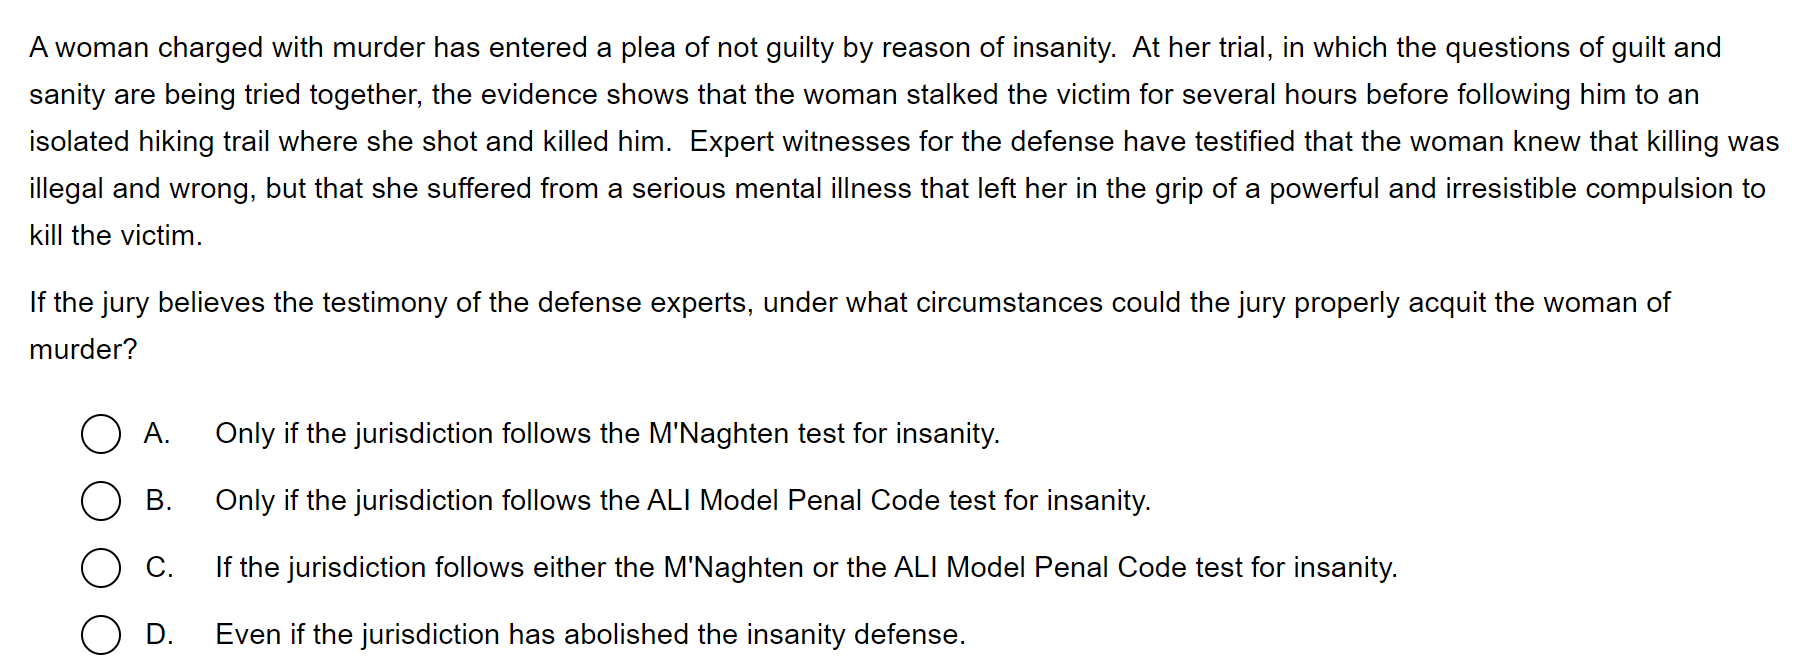 A woman charged with murder has entered a plea of not guilty by reason of insanity.  At her trial, in which the questions of guilt and
sanity are being tried together, the evidence shows that the woman stalked the victim for several hours before following him to an
isolated hiking trail where she shot and killed him.  Expert witnesses for the defense have testified that the woman knew that killing was
illegal and wrong, but that she suffered from a serious mental illness that left her in the grip of a powerful and irresistible compulsion to
kill the victim.
If the jury believes the testimony of the defense experts, under what circumstances could the jury properly acquit the woman of
murder?
A. Only if the jurisdiction follows the M'Naghten test for insanity.
B. Only if the jurisdiction follows the ALI Model Penal Code test for insanity.
C. If the jurisdiction follows either the M'Naghten or the ALI Model Penal Code test for insanity.
D. Even if the jurisdiction has abolished the insanity defense.